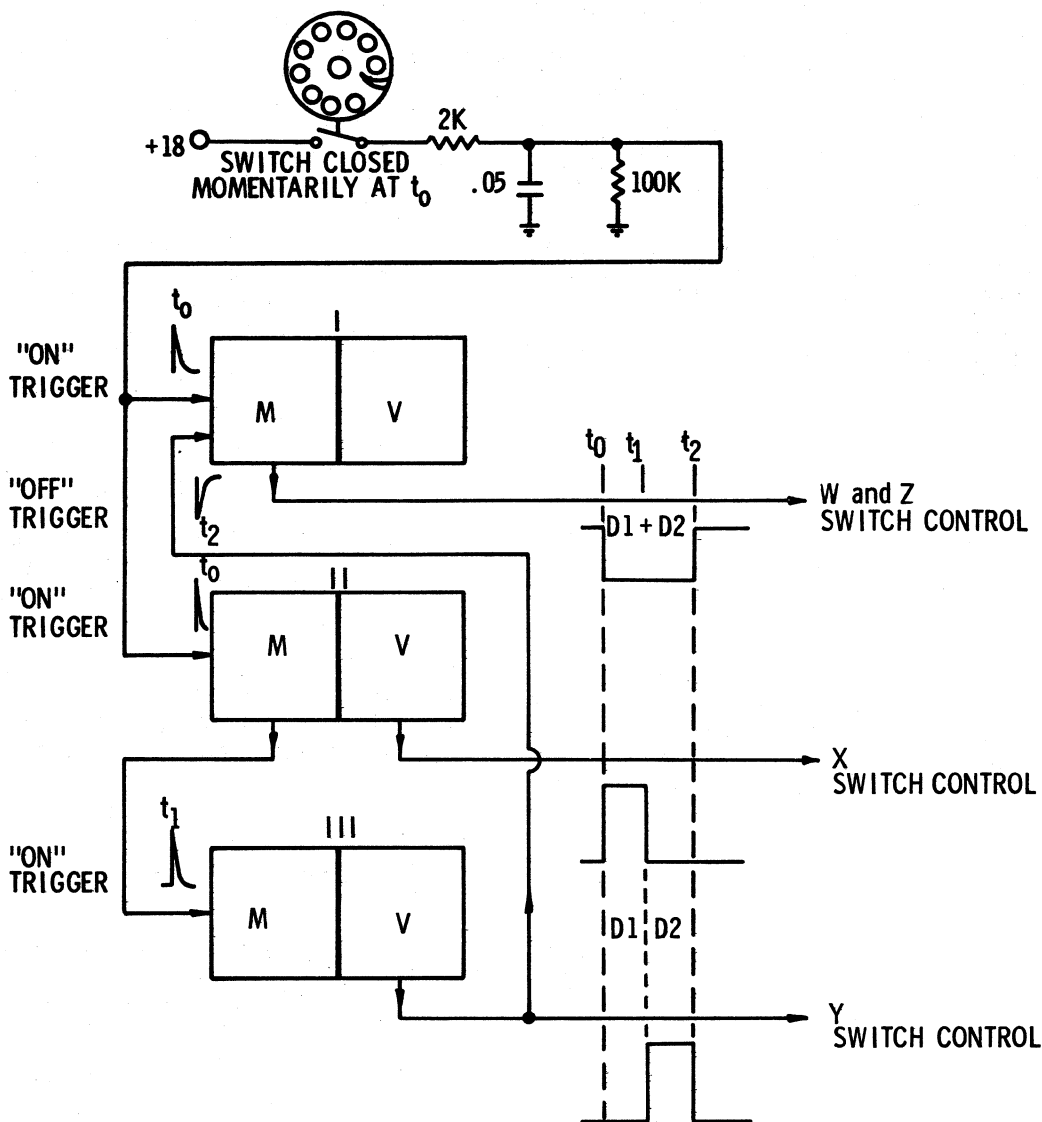 2K
+18
SWITCH CLOSED
MOMENTARILY AT t0
.05
100K
t0
I
"ON"
TRIGGER
M
V
t0
t1
t2
"OFF"
TRIGGER
t2
W and Z
SWITCH CONTROL
D1 + D2
t0
II
"ON"
TRIGGER
M
V
X
SWITCH CONTROL
t1
III
"ON"
TRIGGER
M
V
D1
D2
Y
SWITCH CONTROL